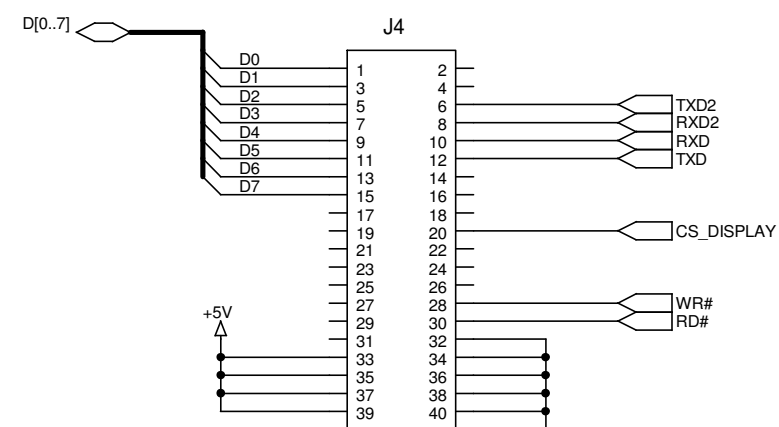 D[0..7]
J4
D0
1 2
D1
3 4
D2
5 6 TXD2
D3
7 8 RXD2
D4
9 10 RXD
D5
11 12 TXD
D6
13 14
D7
15 16
17 18
19 20 CS_DISPLAY
21 22
23 24
25 26
27 28 WR#
+5V
29 30 RD#
31 32
33 34
35 36
37 38
39 40